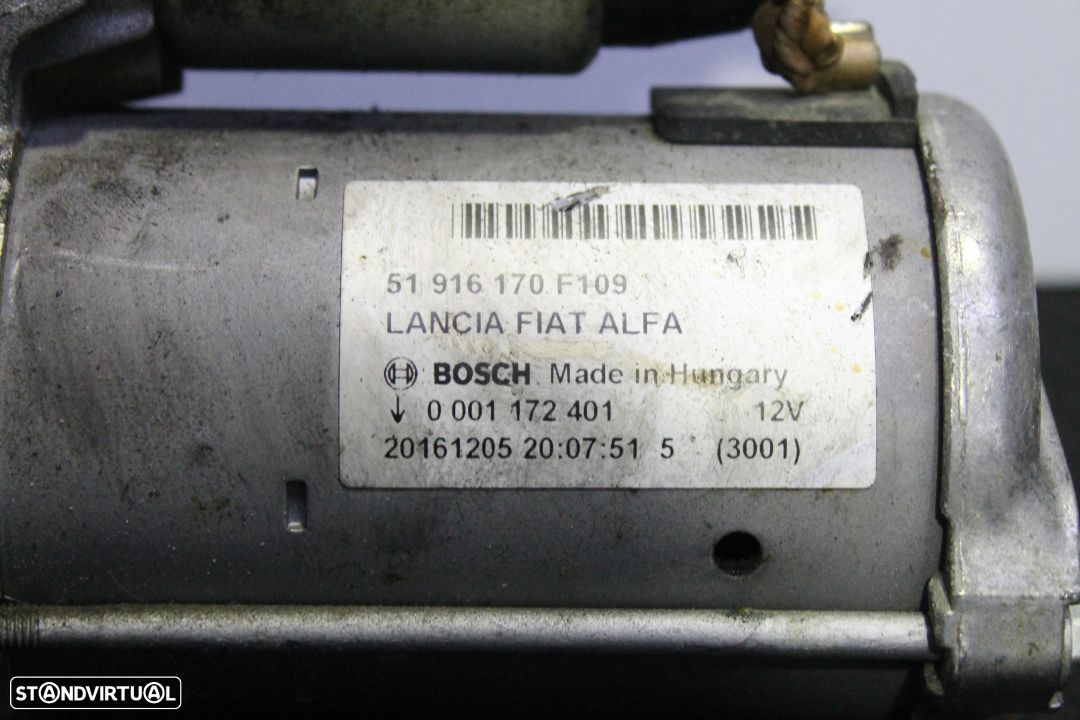 51 916 170 F109
LANCIA FIAT ALFA
BOSCH Made in Hungary
↓ 0 001 172 401 12V
20161205 20:07:51 5 (3001)
STANDVIRTUAL